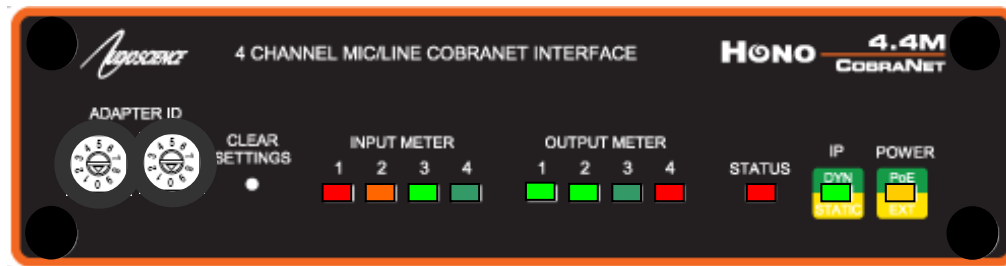 AUDIOSCIENCE
4 CHANNEL MIC/LINE COBRANET INTERFACE
HONO
4.4M
COBRANET
ADAPTER ID
CLEAR
SETTINGS
INPUT METER
1 2 3 4
OUTPUT METER
1 2 3 4
STATUS
IP
DYN
STATIC
POWER
PoE
EXT